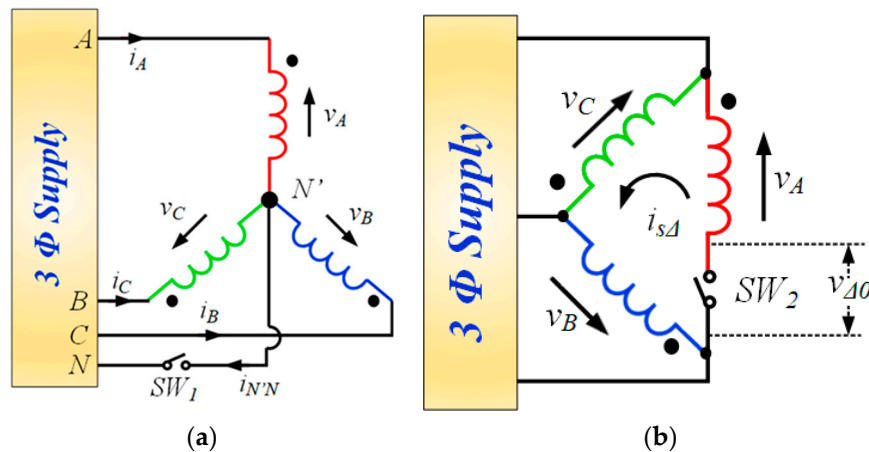 3 Φ Supply
A
i_A
v_A
N'
v_C
v_B
B
i_C
C
i_B
N
SW_1
i_N'N
(a)
3 Φ Supply
v_C
v_A
i_sΔ
v_B
SW_2
v_Δ0
(b)